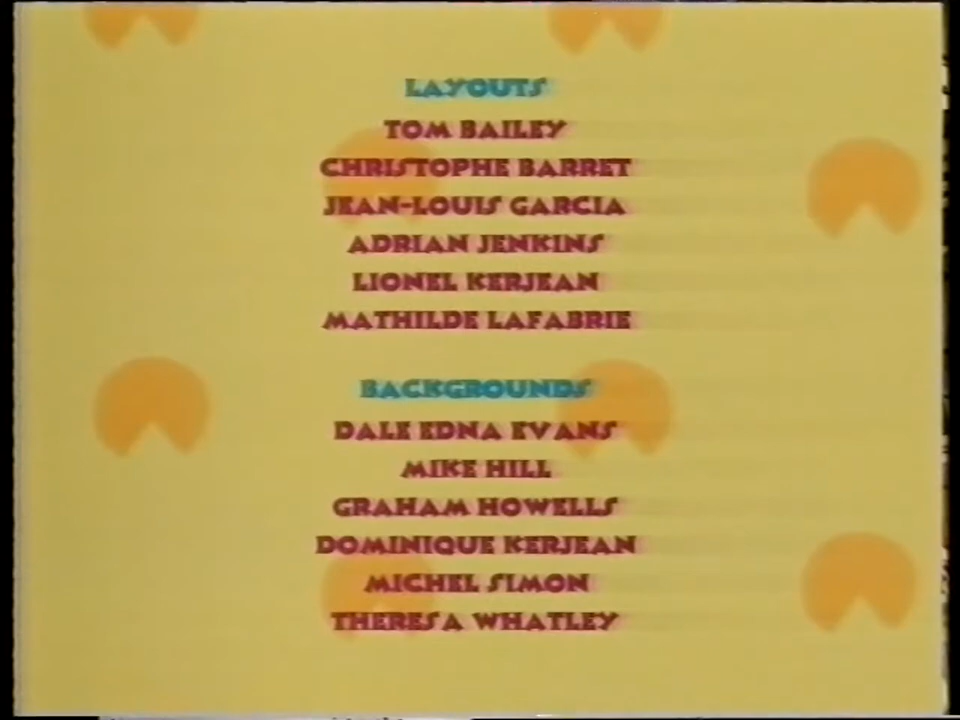 LAYOUTS
TOM BAILEY
CHRISTOPHE BARRET
JEAN-LOUIS GARCIA
ADRIAN JENKINS
LIONEL KERJEAN
MATHILDE LAFABRIE
BACKGROUNDS
DALE EDNA EVANS
MIKE HILL
GRAHAM HOWELLS
DOMINIQUE KERJEAN
MICHEL SIMON
THERESA WHATLEY